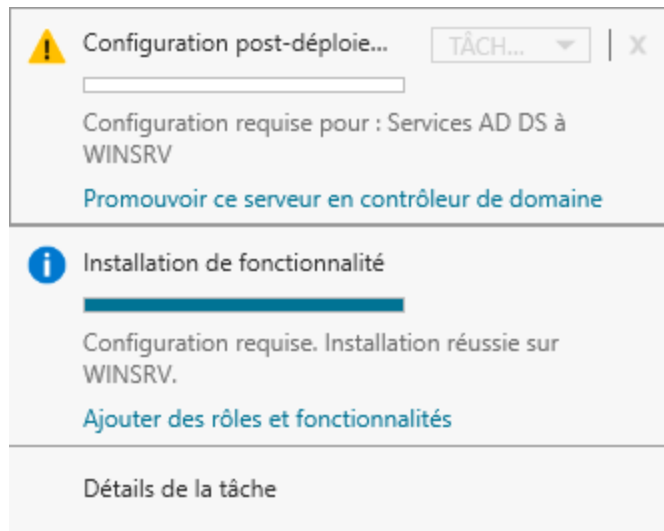 Configuration post-déploie... TÂCH... X
Configuration requise pour : Services AD DS à
WINSRV
Promouvoir ce serveur en contrôleur de domaine
Installation de fonctionnalité
Configuration requise. Installation réussie sur
WINSRV.
Ajouter des rôles et fonctionnalités
Détails de la tâche